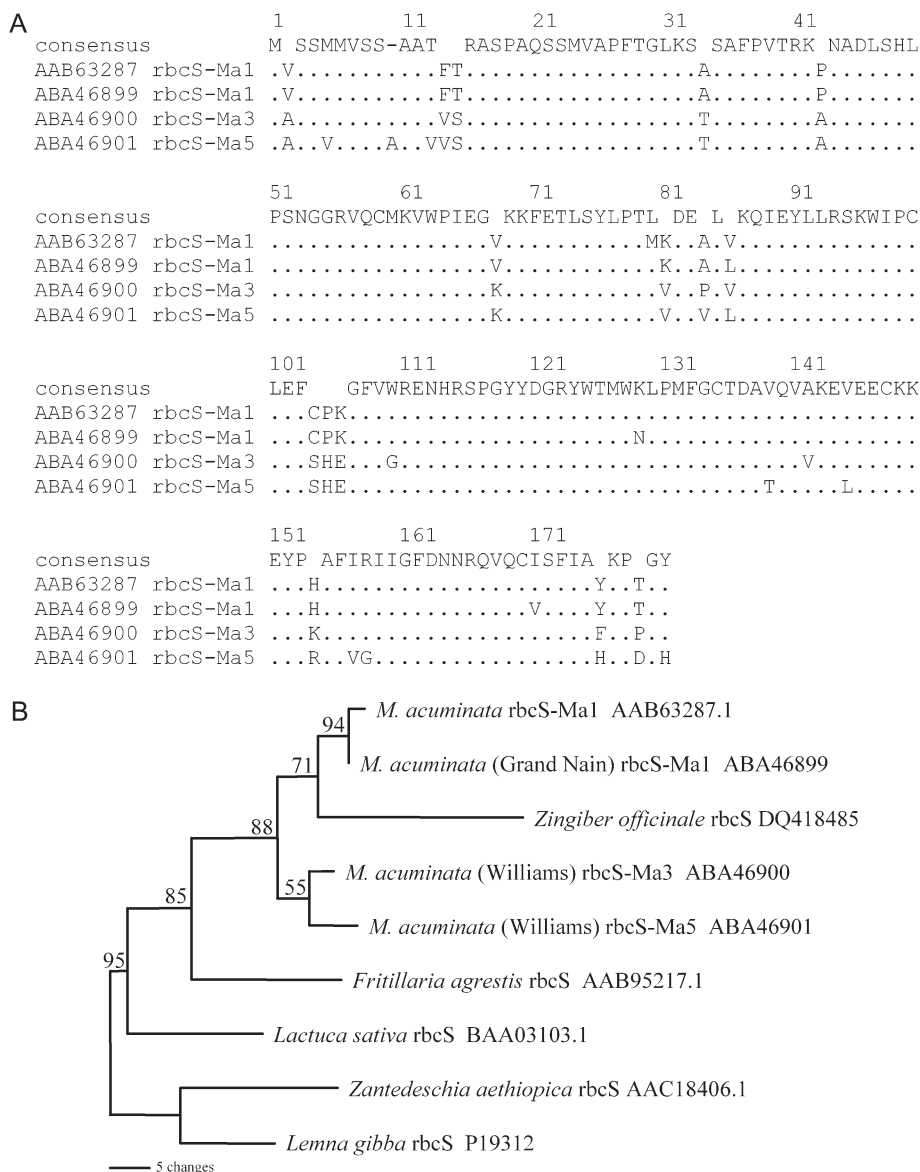 A
1 11 21 31 41
consensus M SSMMVSS-AAT RASPAQSSMVAPFTGLKS SAFPVTRK NADLSHL
AAB63287 rbcS-Ma1 .V...........FT..................A........P.......
ABA46899 rbcS-Ma1 .V...........FT..................A........P.......
ABA46900 rbcS-Ma3 .A...........VS..................T........A.......
ABA46901 rbcS-Ma5 .A..V....A..VVS..................T........A.......
51 61 71 81 91
consensus PSNGGRVQCMKVWPIEG KKFETLSYLPTL DE L KQIEYLLRSKWIPC
AAB63287 rbcS-Ma1 .................V...........MK..A.V..............
ABA46899 rbcS-Ma1 .................V............K..A.L..............
ABA46900 rbcS-Ma3 .................K............V..P.V..............
ABA46901 rbcS-Ma5 .................K............V..V.L..............
101 111 121 131 141
consensus LEF GFVWRENHRSPGYYDGRYWTMWKLPMFGCTDAVQVAKEVEECKK
AAB63287 rbcS-Ma1 ...CPK............................................
ABA46899 rbcS-Ma1 ...CPK......................N.....................
ABA46900 rbcS-Ma3 ...SHE...G...............................V........
ABA46901 rbcS-Ma5 ...SHE................................T.....L.....
151 161 171
consensus EYP AFIRIIGFDNNRQVQCISFIA KP GY
AAB63287 rbcS-Ma1 ...H.....................Y..T..
ABA46899 rbcS-Ma1 ...H................V....Y..T..
ABA46900 rbcS-Ma3 ...K.....................F..P..
ABA46901 rbcS-Ma5 ...R..VG.................H..D.H
B
M. acuminata rbcS-Ma1 AAB63287.1
94
M. acuminata (Grand Nain) rbcS-Ma1 ABA46899
71
Zingiber officinale rbcS DQ418485
88
M. acuminata (Williams) rbcS-Ma3 ABA46900
55
M. acuminata (Williams) rbcS-Ma5 ABA46901
85
Fritillaria agrestis rbcS AAB95217.1
95
Lactuca sativa rbcS BAA03103.1
Zantedeschia aethiopica rbcS AAC18406.1
Lemna gibba rbcS P19312
5 changes